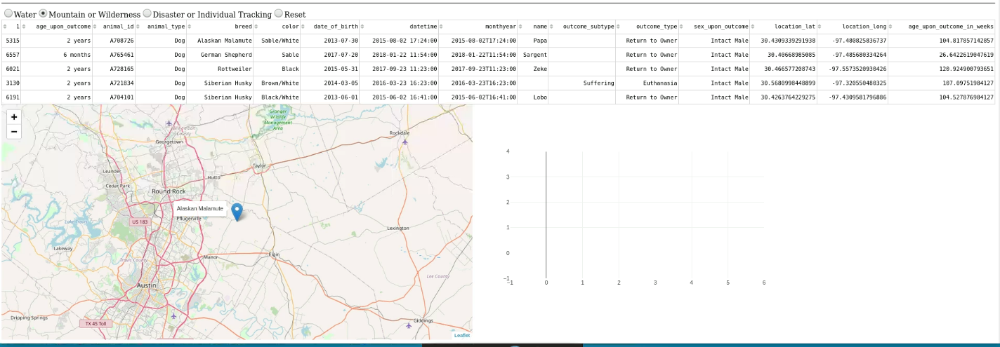 Water Mountain or Wilderness Disaster or Individual Tracking Reset
1 age_upon_outcome animal_id animal_type breed color date_of_birth datetime monthyear name outcome_subtype outcome_type sex_upon_outcome location_lat location_long age_upon_outcome_in_weeks
5315 2 years A708726 Dog Alaskan Malamute Sable/White 2013-07-30 2015-08-02 17:24:00 2015-08-02T17:24:00 Papa Return to Owner Intact Male 30.4309339291938 -97.480825836737 104.817857142857
6557 6 months A765461 Dog German Shepherd Sable 2017-07-20 2018-01-22 11:54:00 2018-01-22T11:54:00 Sargent Return to Owner Intact Male 30.40668985085 -97.485680334264 26.6422619047619
6021 2 years A728165 Dog Rottweiler Black 2015-05-31 2017-09-23 11:23:00 2017-09-23T11:23:00 Zeke Return to Owner Intact Male 30.466577208743 -97.5573520930426 120.924900793651
3130 2 years A721834 Dog Siberian Husky Brown/White 2014-03-05 2016-03-23 16:23:00 2016-03-23T16:23:00 Suffering Euthanasia Intact Male 30.5680998448899 -97.320550480325 107.09751984127
6191 2 years A704101 Dog Siberian Husky Black/White 2013-06-01 2015-06-02 16:41:00 2015-06-02T16:41:00 Lobo Return to Owner Intact Male 30.4263764229275 -97.4309581796886 104.527876984127
+
−
Granger
Wildlife
Management
Area
Williamson
County
Rockdale
Georgetown
Taylor
Leander
Hutto
Cedar Park
Round Rock
Alaskan Malamute
Pflugerville
US 183
Lake Travis
Lexington
Lakeway
Travis County
Manor
Elgin
Lee County
Austin
Dripping Springs
TX 45 Toll
Giddings
Leaflet
4
3
2
1
0
−1
−1 0 1 2 3 4 5 6